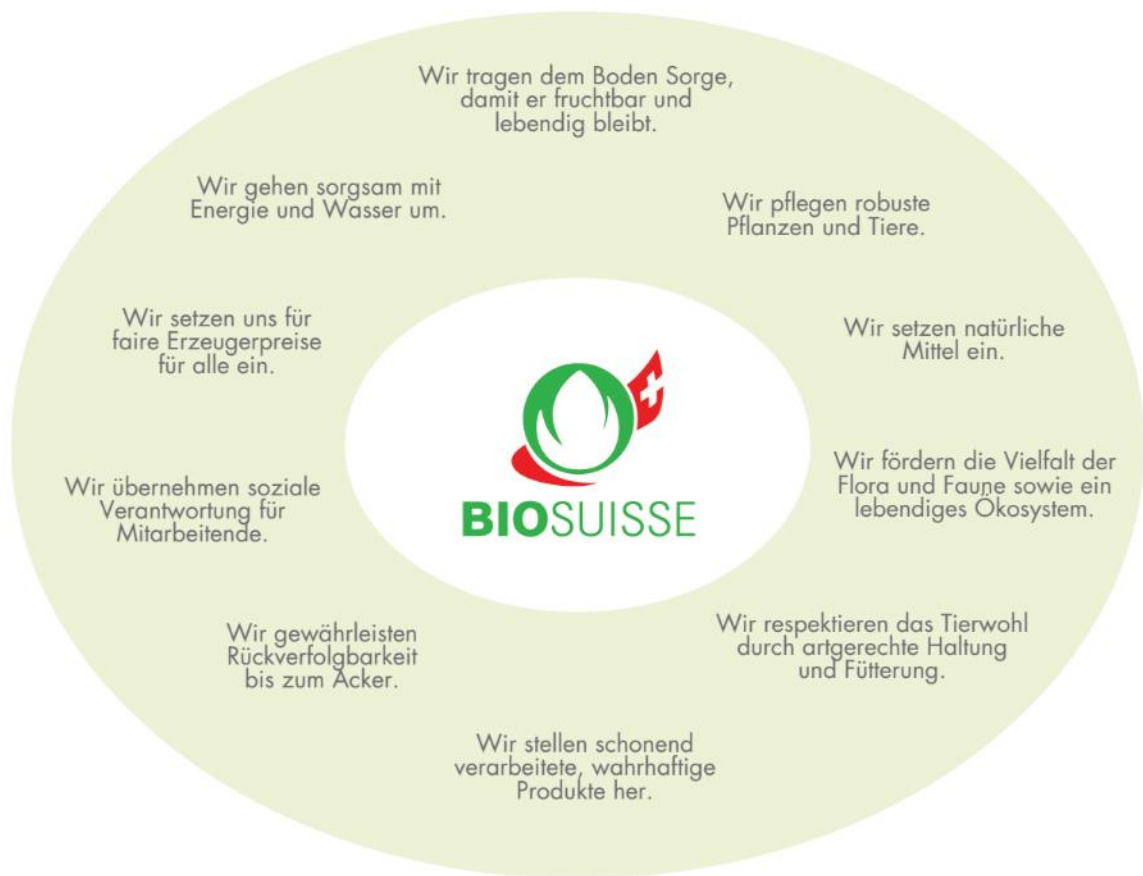 Wir tragen dem Boden Sorge,
damit er fruchtbar und
lebendig bleibt.
Wir pflegen robuste
Pflanzen und Tiere.
Wir setzen natürliche
Mittel ein.
Wir fördern die Vielfalt der
Flora und Faune sowie ein
lebendiges Ökosystem.
Wir respektieren das Tierwohl
durch artgerechte Haltung
und Fütterung.
Wir stellen schonend
verarbeitete, wahrhaftige
Produkte her.
Wir gewährleisten
Rückverfolgbarkeit
bis zum Acker.
Wir übernehmen soziale
Verantwortung für
Mitarbeitende.
Wir setzen uns für
faire Erzeugerpreise
für alle ein.
Wir gehen sorgsam mit
Energie und Wasser um.
BIOSUISSE